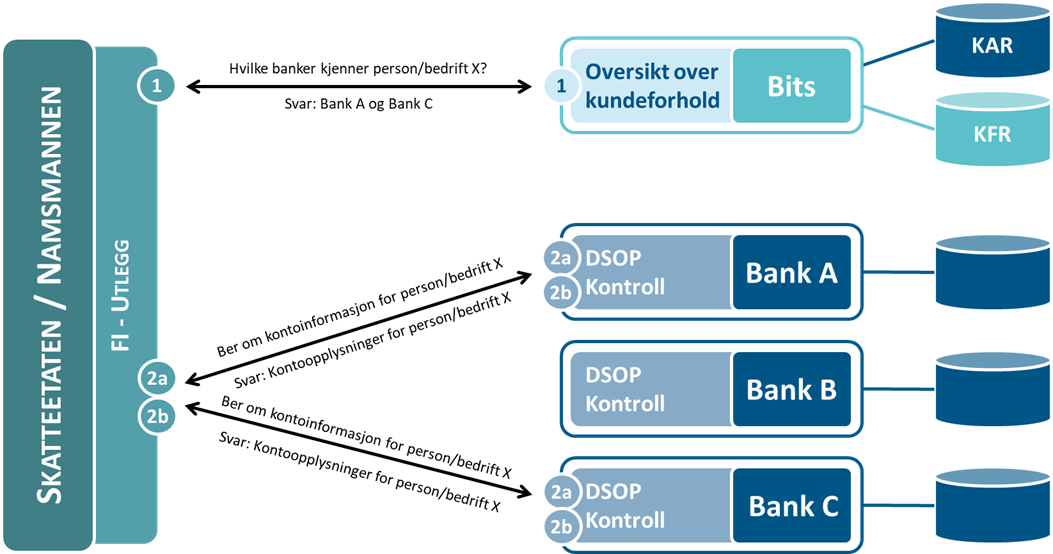 SKATTEETATEN / NAMSMANNEN
FI - UTLEGG
1
Hvilke banker kjenner person/bedrift X?
Svar: Bank A og Bank C
1
Oversikt over
kundeforhold
Bits
KAR
KFR
2a
2b
Ber om kontoinformasjon for person/bedrift X
Svar: Kontoopplysninger for person/bedrift X
2a
2b
DSOP
Kontroll
Bank A
DSOP
Kontroll
Bank B
Ber om kontoinformasjon for person/bedrift X
Svar: Kontoopplysninger for person/bedrift X
2a
2b
DSOP
Kontroll
Bank C